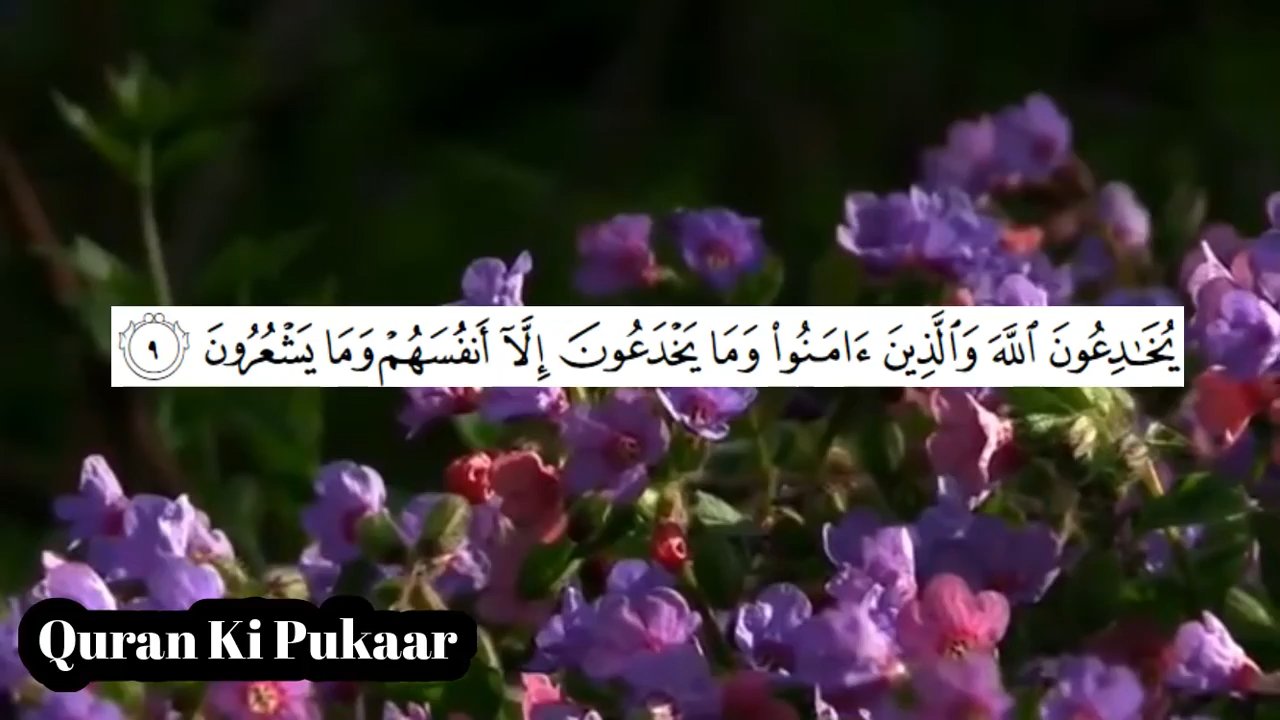 يُخَـٰدِعُونَ ٱللَّهَ وَٱلَّذِينَ ءَامَنُوا۟ وَمَا يَخْدَعُونَ إِلَّآ أَنفُسَهُمْ وَمَا يَشْعُرُونَ ٩
Quran Ki Pukaar